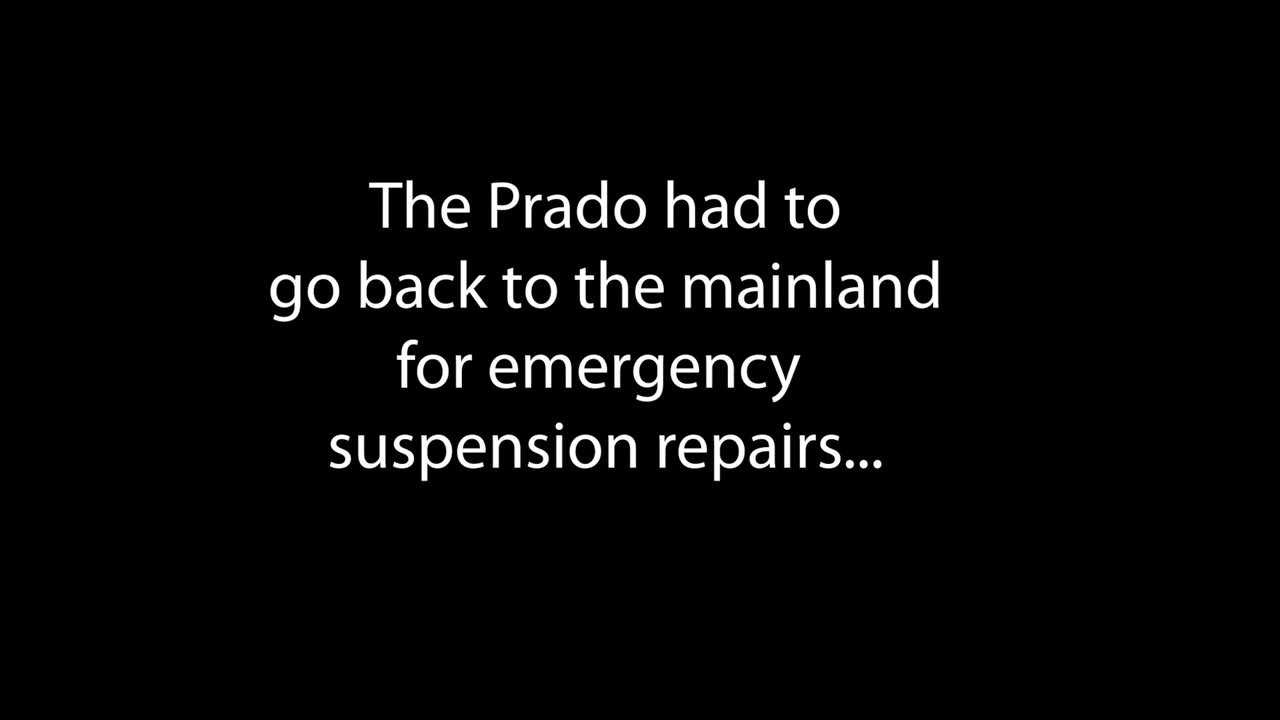 The Prado had to
go back to the mainland
for emergency
suspension repairs...